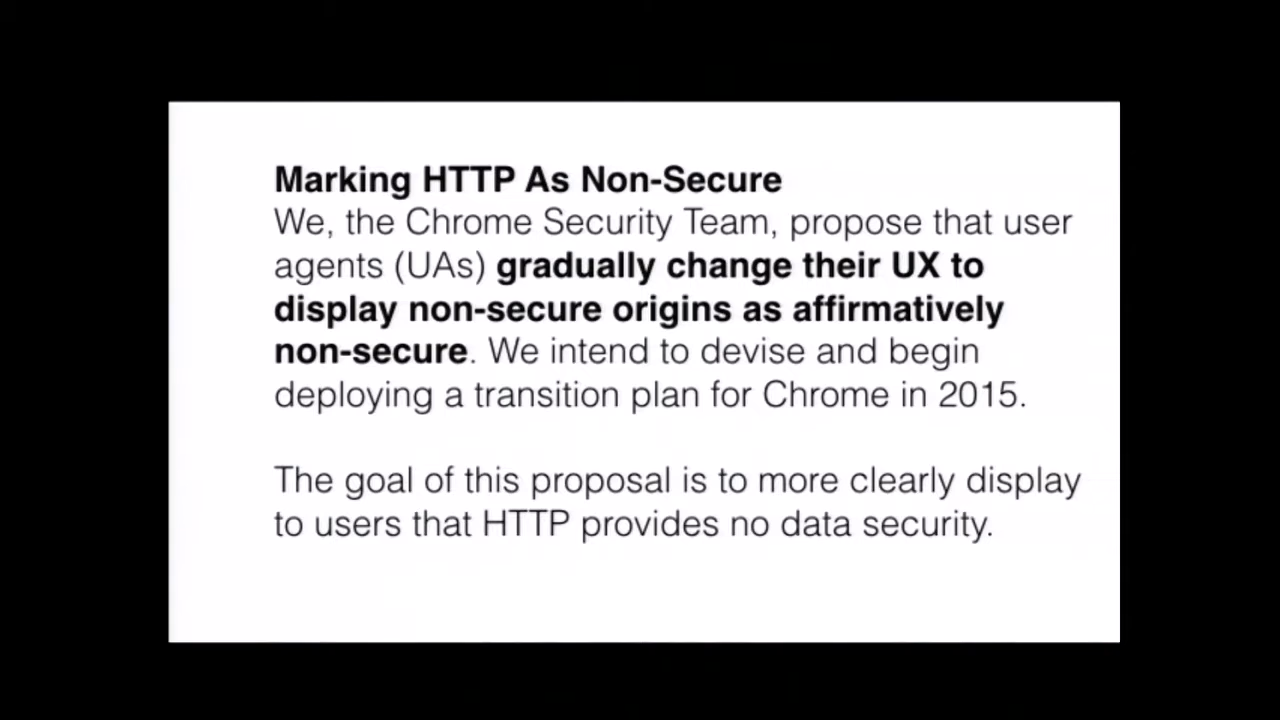 Marking HTTP As Non-Secure
We, the Chrome Security Team, propose that user
agents (UAs) gradually change their UX to
display non-secure origins as affirmatively
non-secure. We intend to devise and begin
deploying a transition plan for Chrome in 2015.
The goal of this proposal is to more clearly display
to users that HTTP provides no data security.